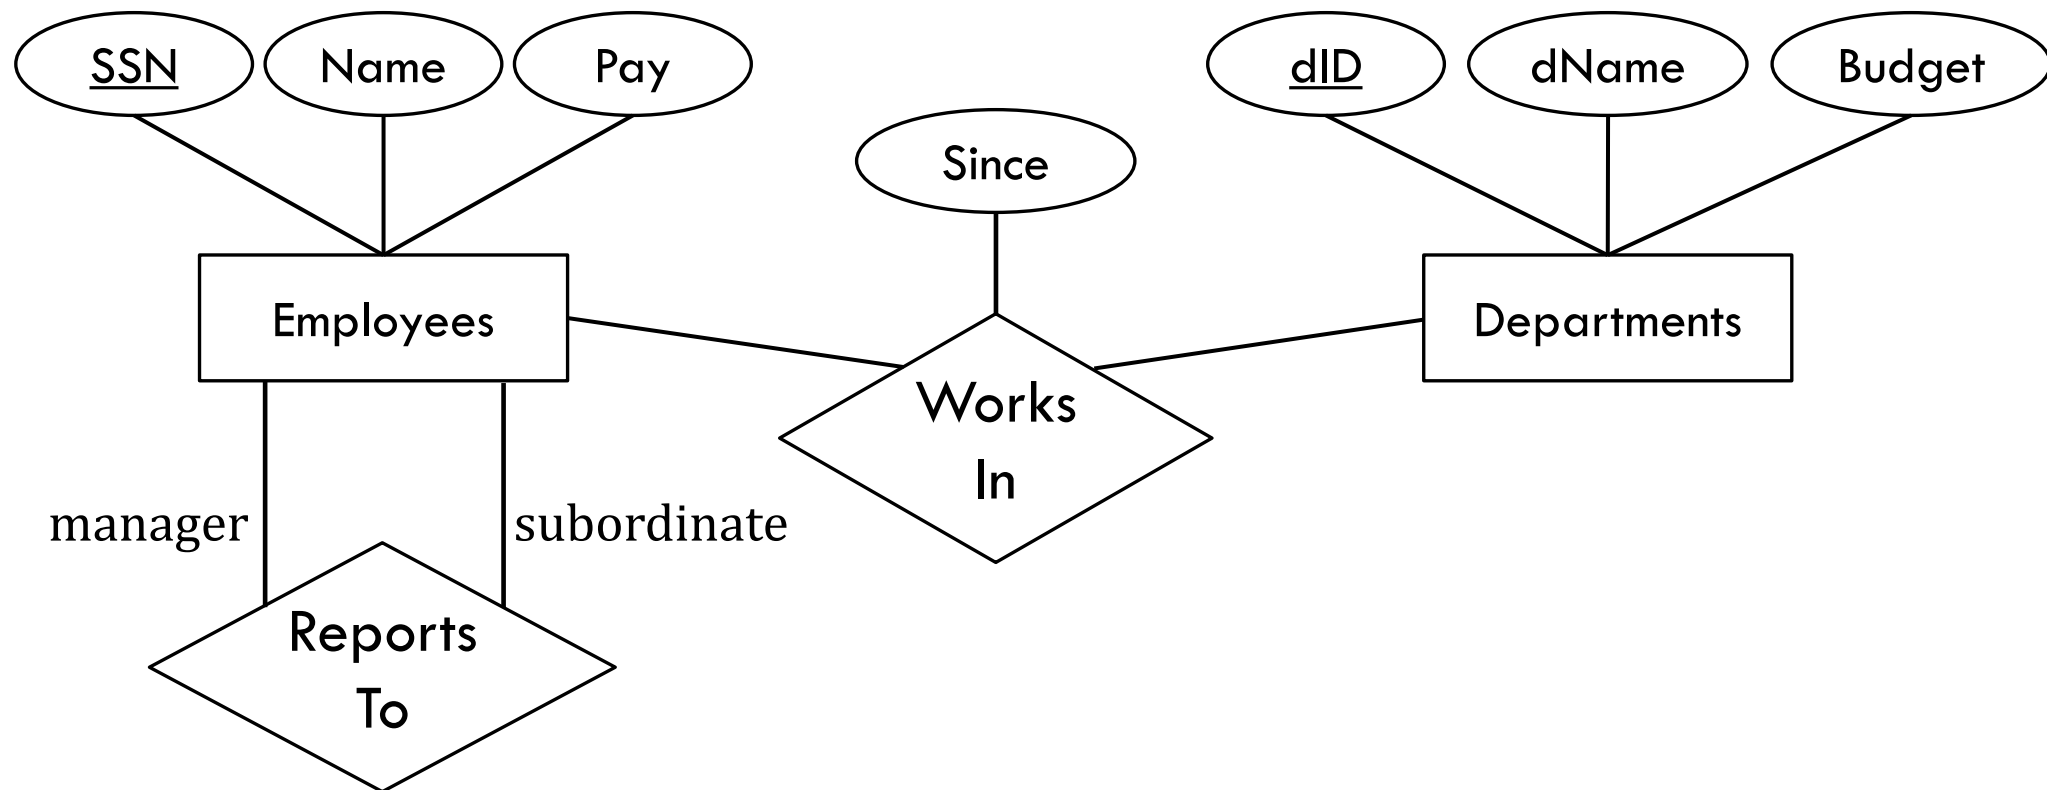 SSN
Name
Pay
dID
dName
Budget
Since
Employees
Departments
Works
In
manager
subordinate
Reports
To